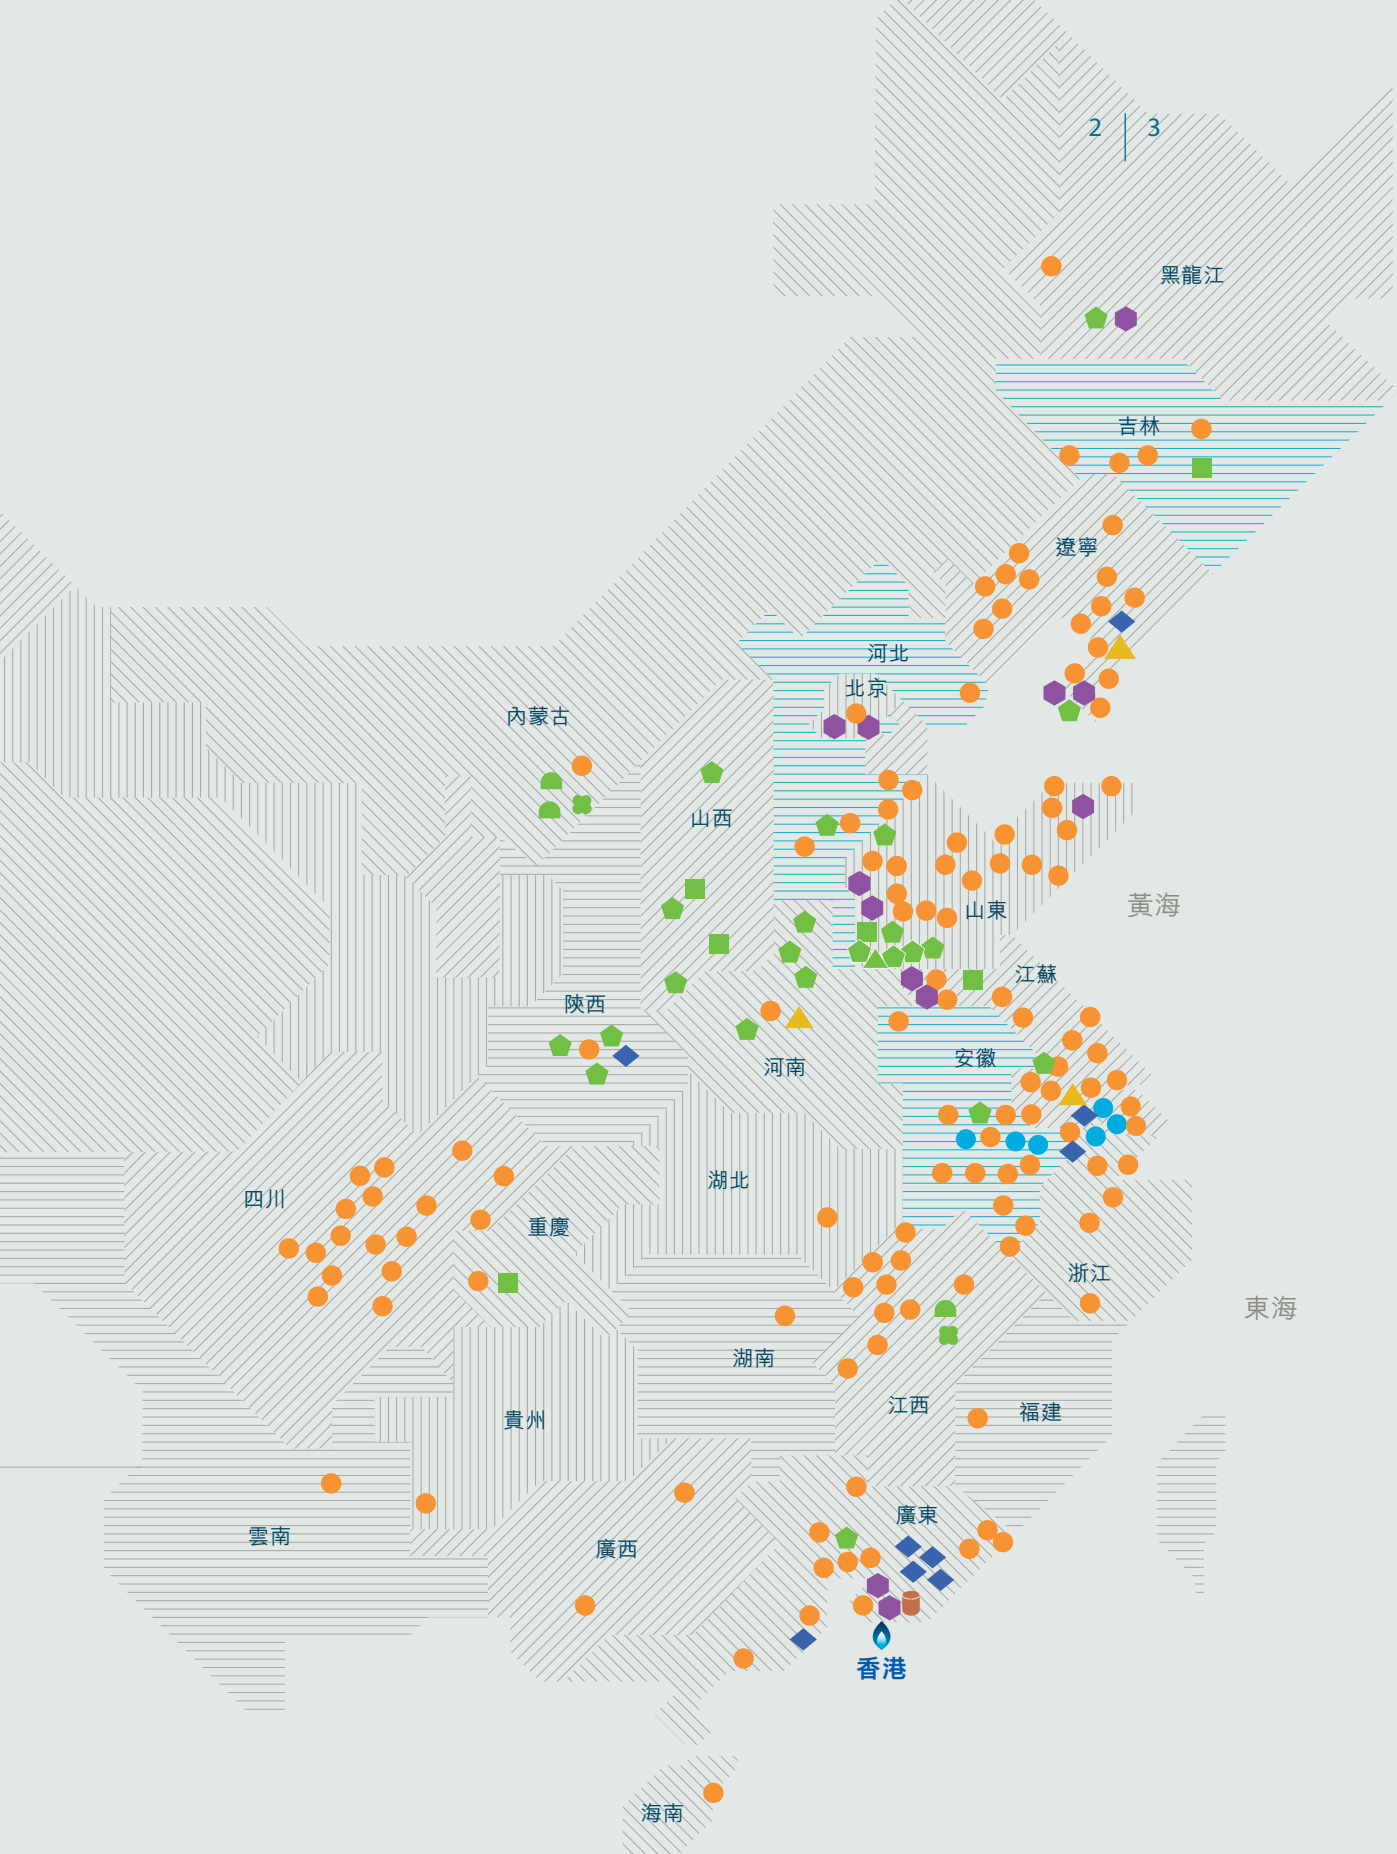 2 | 3
黑龍江
吉林
遼寧
河北
北京
內蒙古
山西
黃海
山東
江蘇
陝西
安徽
河南
湖北
四川
重慶
浙江
東海
湖南
江西
福建
貴州
廣東
雲南
廣西
香港
海南